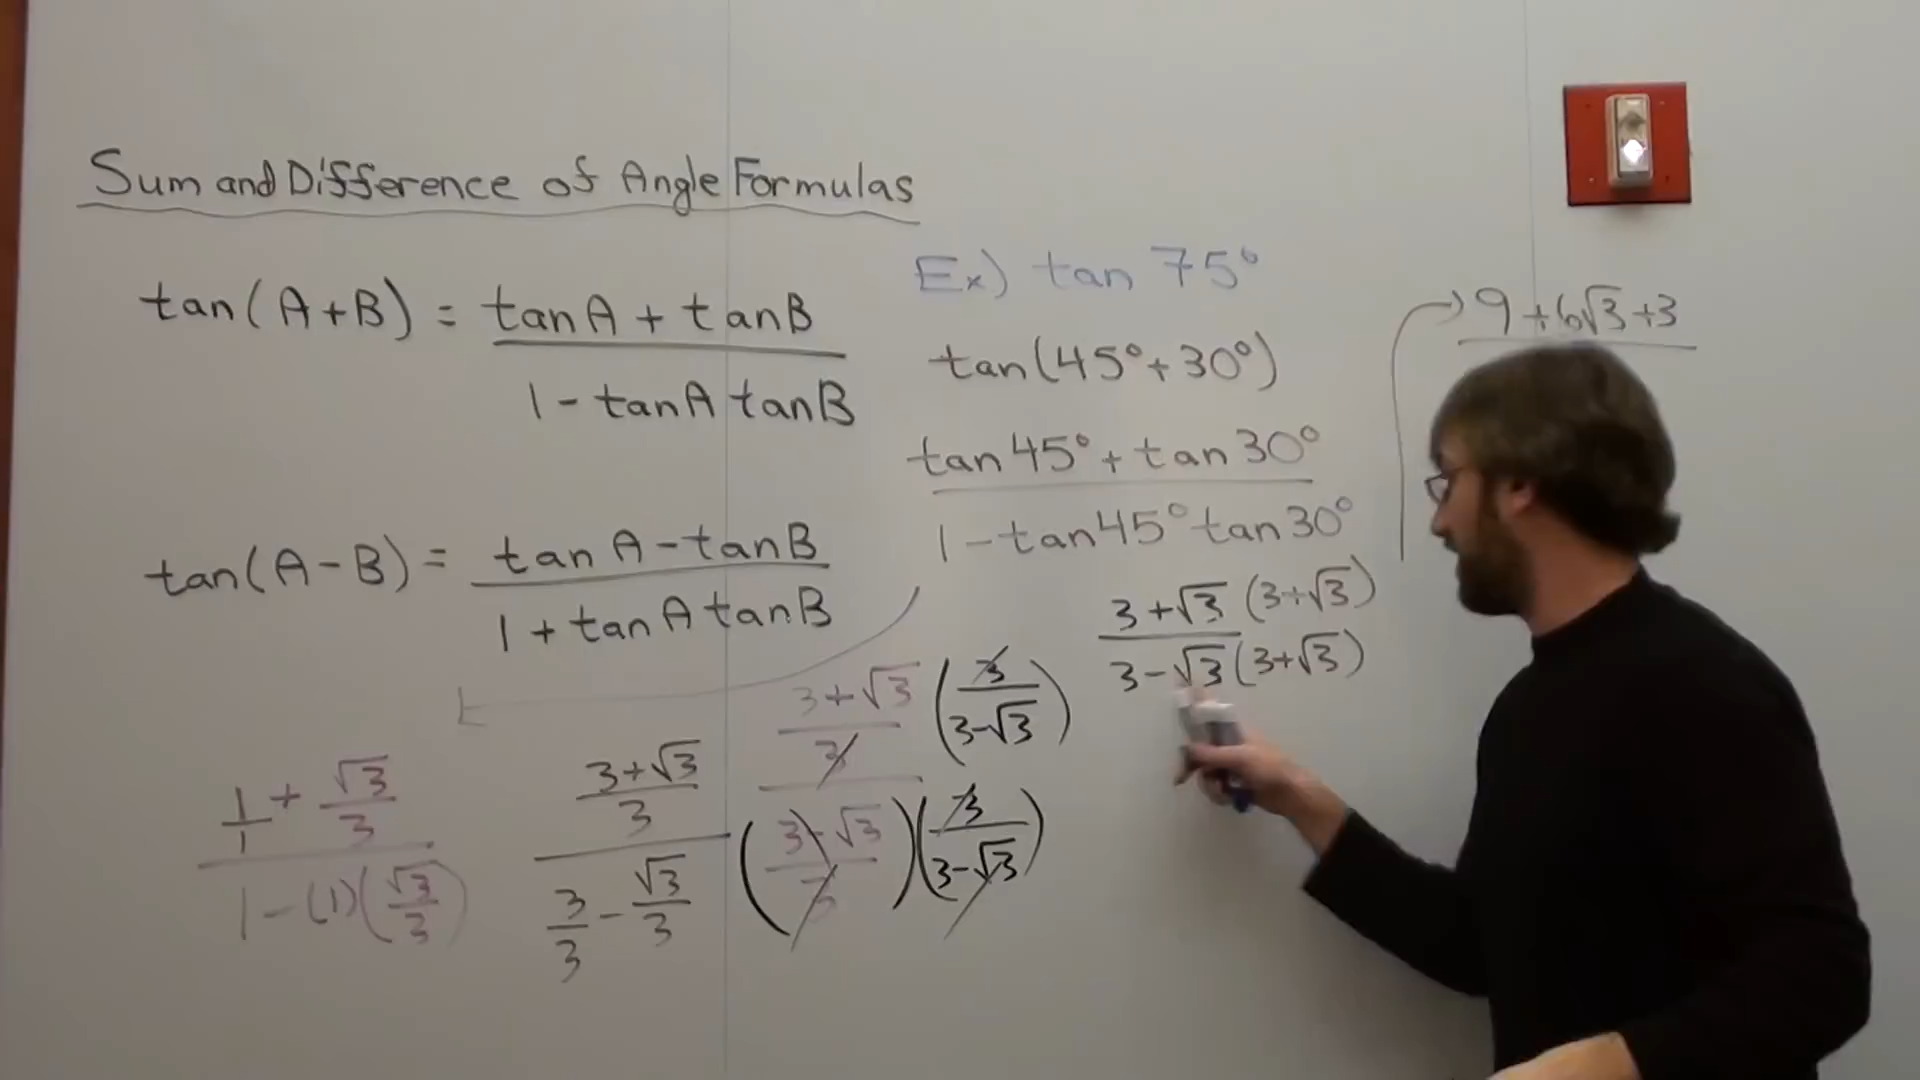 Sum and Difference of Angle Formulas
tan(A+B) = tanA + tanB
1 - tanA tanB
tan(A-B) = tanA - tanB
1 + tanA tanB
1/1 + √3/3
1 - (1)(√3/3)
3+√3
3
3/3 - √3/3
3+√3
3
(3/(3-√3))
(3-√3
3)
(3/(3-√3))
Ex) tan 75°
tan(45°+30°)
tan45° + tan30°
1 - tan45° tan30°
3+√3 (3+√3)
3-√3 (3+√3)
9+6√3+3